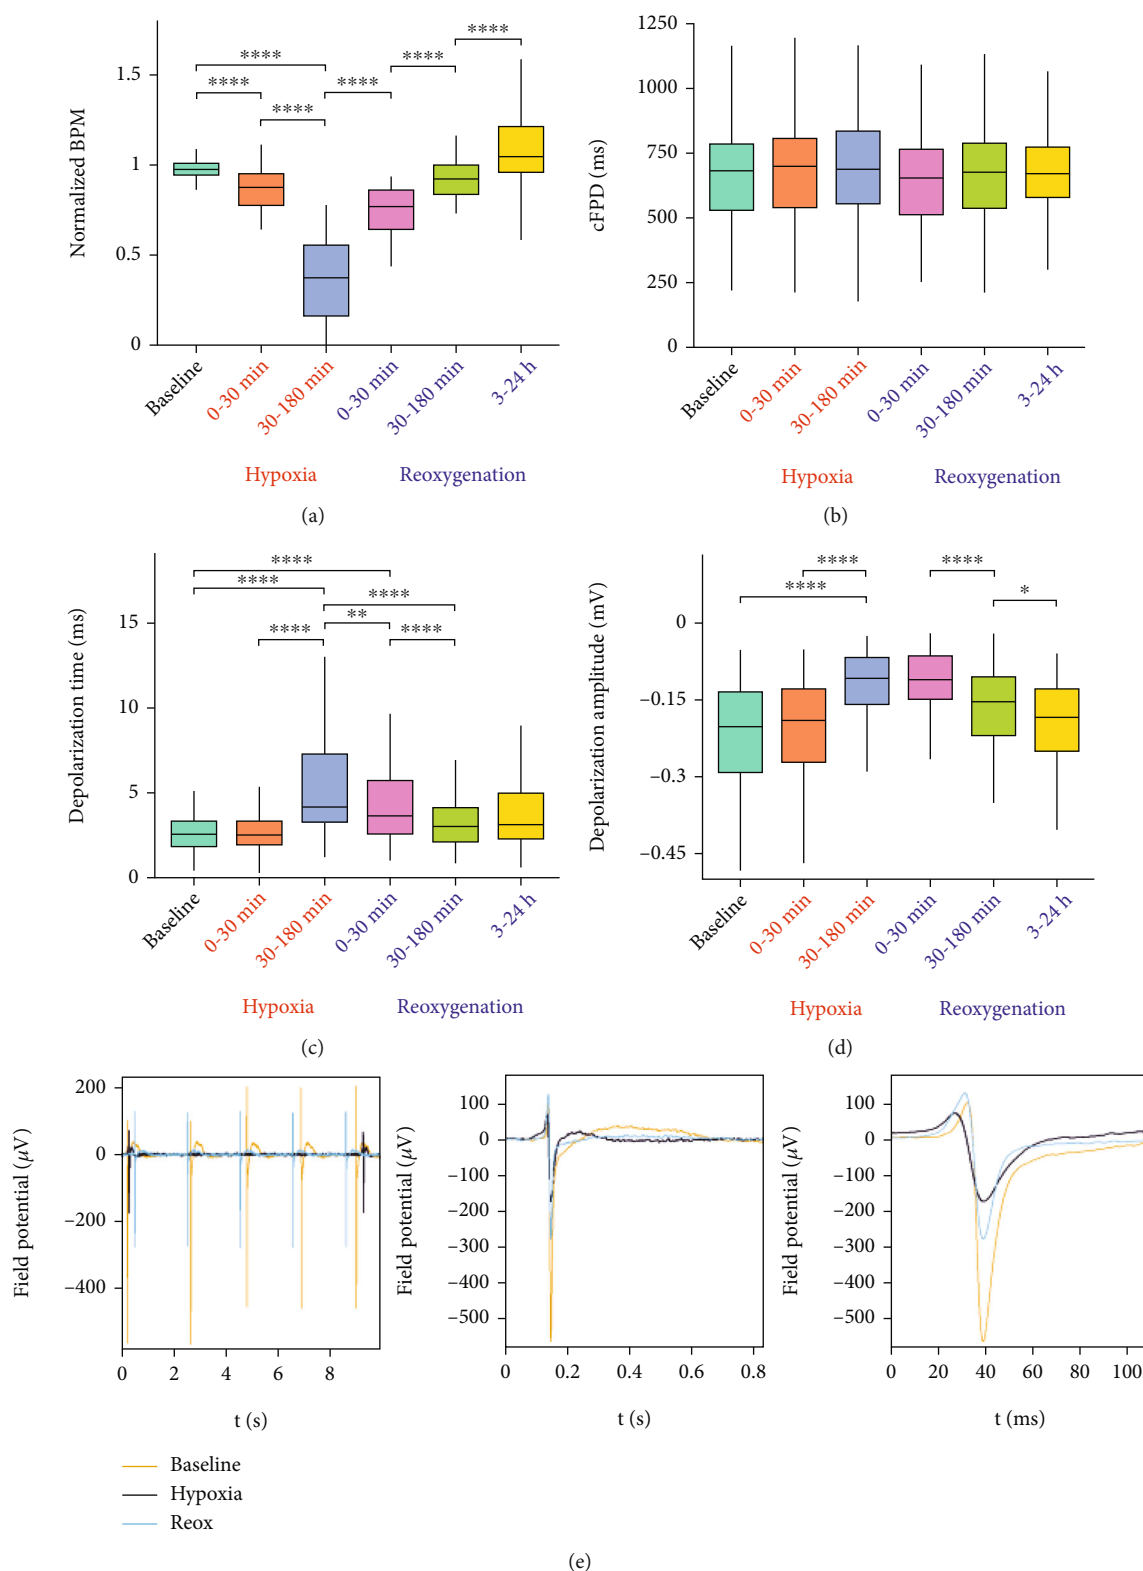 ****
****
****
****
****
****
1.5
1
0.5
0
Normalized BPM
Baseline
0-30 min
30-180 min
0-30 min
30-180 min
3-24 h
Hypoxia
Reoxygenation
(a)
1250
1000
750
500
250
0
cFPD (ms)
Baseline
0-30 min
30-180 min
0-30 min
30-180 min
3-24 h
Hypoxia
Reoxygenation
(b)
****
****
****
**
****
****
15
10
5
0
Depolarization time (ms)
Baseline
0-30 min
30-180 min
0-30 min
30-180 min
3-24 h
Hypoxia
Reoxygenation
(c)
****
****
****
*
−0
−0.15
−0.3
−0.45
Depolarization amplitude (mV)
Baseline
0-30 min
30-180 min
0-30 min
30-180 min
3-24 h
Hypoxia
Reoxygenation
(d)
200
0
−200
−400
Field potential (μV)
0 2 4 6 8
t (s)
100
0
−100
−200
−300
−400
−500
Field potential (μV)
0 0.2 0.4 0.6 0.8
t (s)
100
0
−100
−200
−300
−400
−500
Field potential (μV)
0 20 40 60 80 100
t (ms)
Baseline
Hypoxia
Reox
(e)